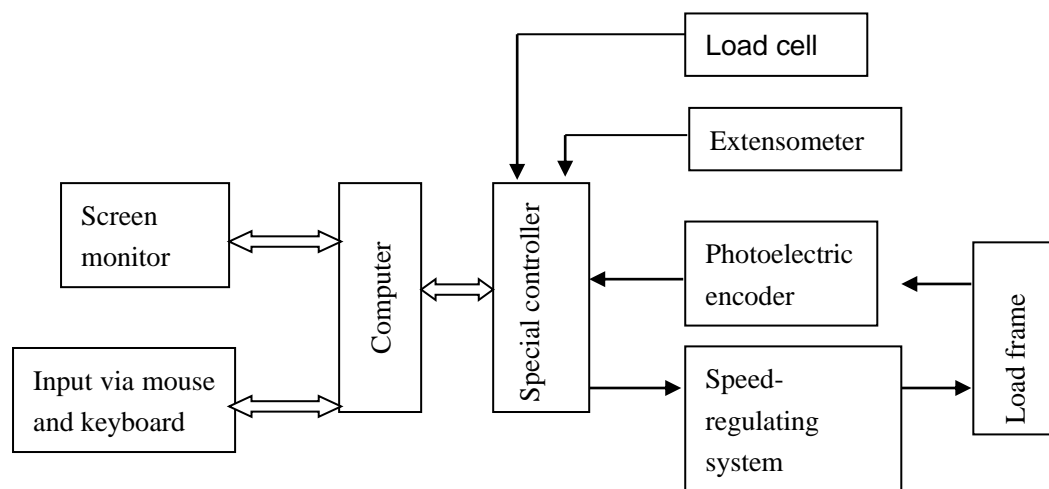 Load cell
Extensometer
Screen
monitor
Computer
Special controller
Photoelectric
encoder
Load frame
Input via mouse
and keyboard
Speed-
regulating
system